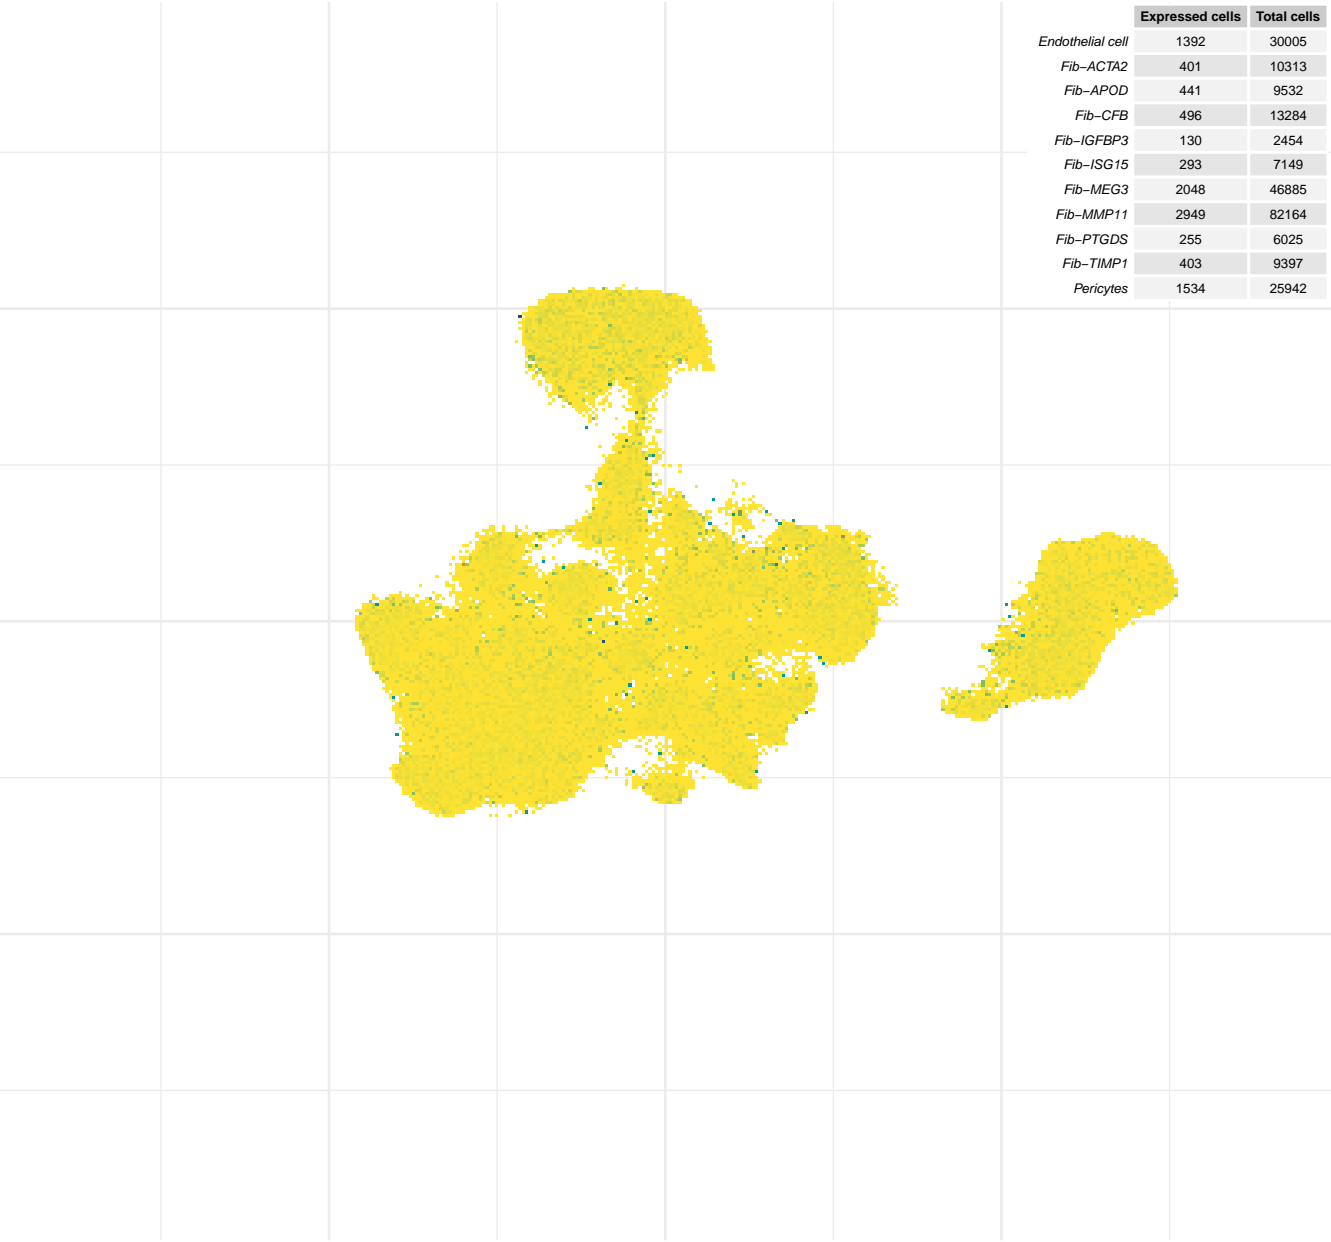 Expressed cells Total cells
Endothelial cell 1392 30005
Fib−ACTA2 401 10313
Fib−APOD 441 9532
Fib−CFB 496 13284
Fib−IGFBP3 130 2454
Fib−ISG15 293 7149
Fib−MEG3 2048 46885
Fib−MMP11 2949 82164
Fib−PTGDS 255 6025
Fib−TIMP1 403 9397
Pericytes 1534 25942